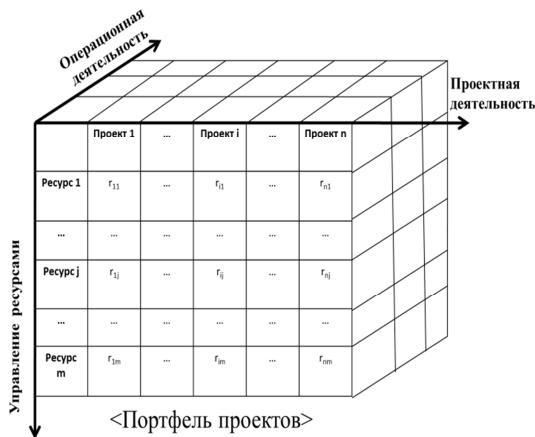 Операционная
деятельность
Проектная
деятельность
Управление ресурсами
Проект 1 ... Проект i ... Проект n
Ресурс 1 r11 ... ri1 ... rn1
... ... ... ... ... ...
Ресурс j r1j ... rij ... rnj
... ... ... ... ... ...
Ресурс
m r1m ... rim ... rnm
<Портфель проектов>